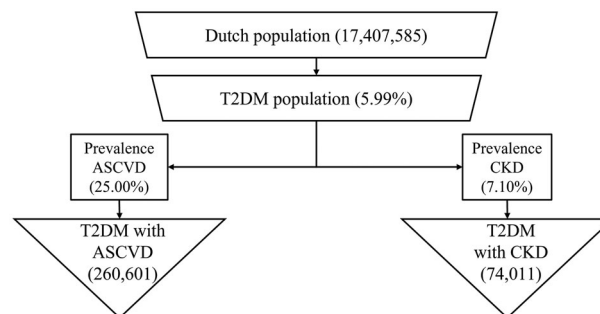 Dutch population (17,407,585)
T2DM population (5.99%)
Prevalence
ASCVD
(25.00%)
Prevalence
CKD
(7.10%)
T2DM with
ASCVD
(260,601)
T2DM
with CKD
(74,011)